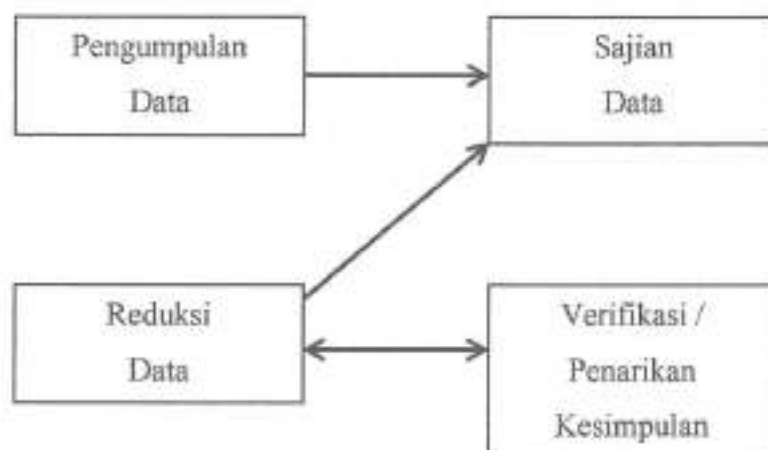 Pengumpulan
Data
Sajian
Data
Reduksi
Data
Verifikasi /
Penarikan
Kesimpulan